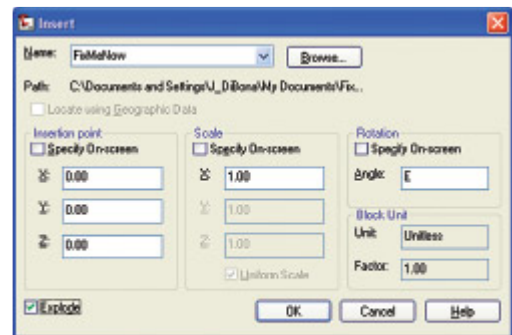 Insert
Name: FixMeNow Browse...
Path: C:\Documents and Settings\J_DiBona\My Documents\Fix...
Locate using Geographic Data
Insertion point
Specify On-screen
X: 0.00
Y: 0.00
Z: 0.00
Scale
Specify On-screen
X: 1.00
Y: 1.00
Z: 1.00
Uniform Scale
Rotation
Specify On-screen
Angle: E
Block Unit
Unit: Unitless
Factor: 1.00
Explode OK Cancel Help